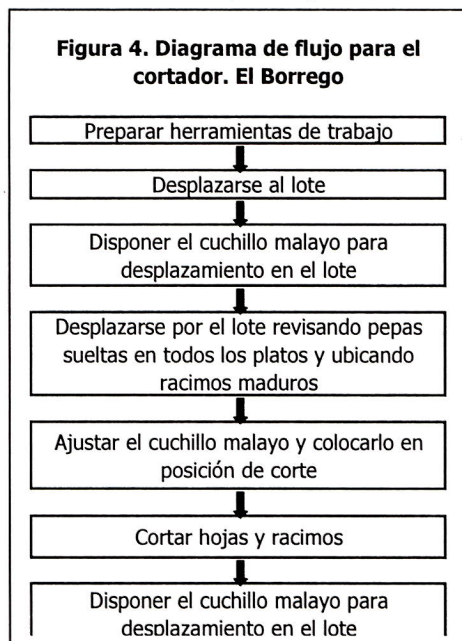 Figura 4. Diagrama de flujo para el
cortador. El Borrego
Preparar herramientas de trabajo
Desplazarse al lote
Disponer el cuchillo malayo para
desplazamiento en el lote
Desplazarse por el lote revisando pepas
sueltas en todos los platos y ubicando
racimos maduros
Ajustar el cuchillo malayo y colocarlo en
posición de corte
Cortar hojas y racimos
Disponer el cuchillo malayo para
desplazamiento en el lote